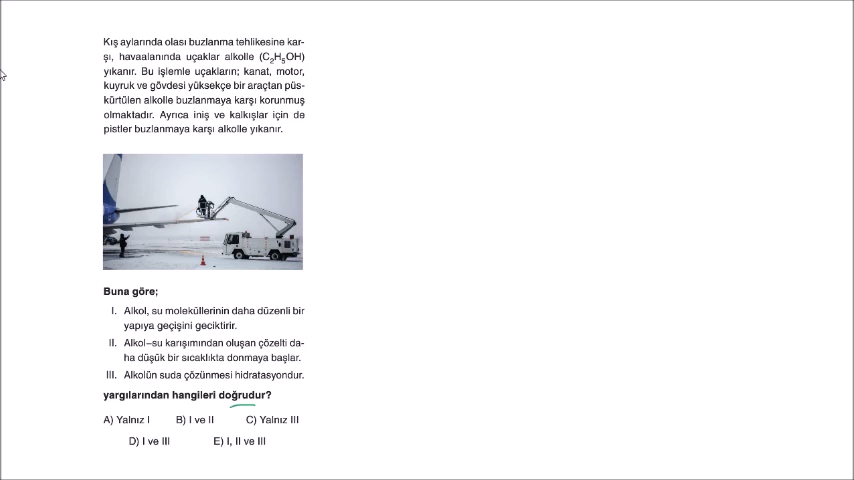 Kış aylarında olası buzlanma tehlikesine kar-
şı, havaalanında uçaklar alkolle (C₂H₅OH)
yıkanır. Bu işlemle uçakların; kanat, motor,
kuyruk ve gövdesi yüksekçe bir araçtan püs-
kürtülen alkolle buzlanmaya karşı korunmuş
olmaktadır. Ayrıca iniş ve kalkışlar için de
pistler buzlanmaya karşı alkolle yıkanır.
Buna göre;
I. Alkol, su moleküllerinin daha düzenli bir
yapıya geçişini geciktirir.
II. Alkol–su karışımından oluşan çözelti da-
ha düşük bir sıcaklıkta donmaya başlar.
III. Alkolün suda çözünmesi hidratasyondur.
yargılarından hangileri doğrudur?
A) Yalnız I B) I ve II C) Yalnız III
D) I ve III E) I, II ve III